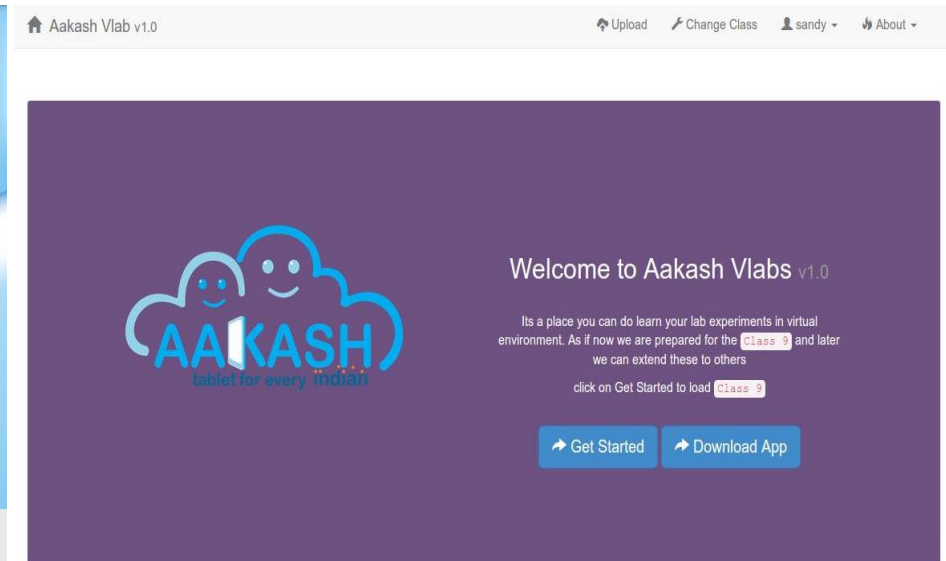 Aakash Vlab v1.0
Upload
Change Class
sandy
About
AAKASH
tablet for every indian
Welcome to Aakash Vlabs v1.0
Its a place you can do learn your lab experiments in virtual
environment. As if now we are prepared for the Class 9 and later
we can extend these to others
click on Get Started to load Class 9
Get Started
Download App